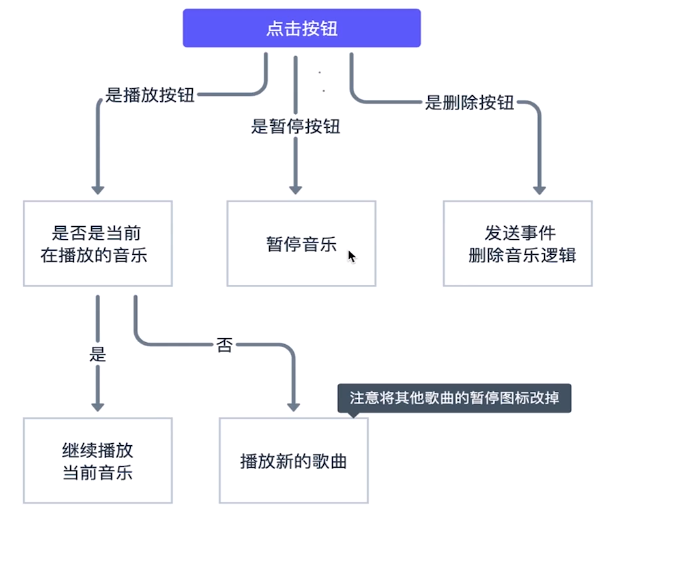 点击按钮
是播放按钮
是删除按钮
是暂停按钮
是否是当前
在播放的音乐
暂停音乐
发送事件
删除音乐逻辑
是
否
注意将其他歌曲的暂停图标改掉
继续播放
当前音乐
播放新的歌曲